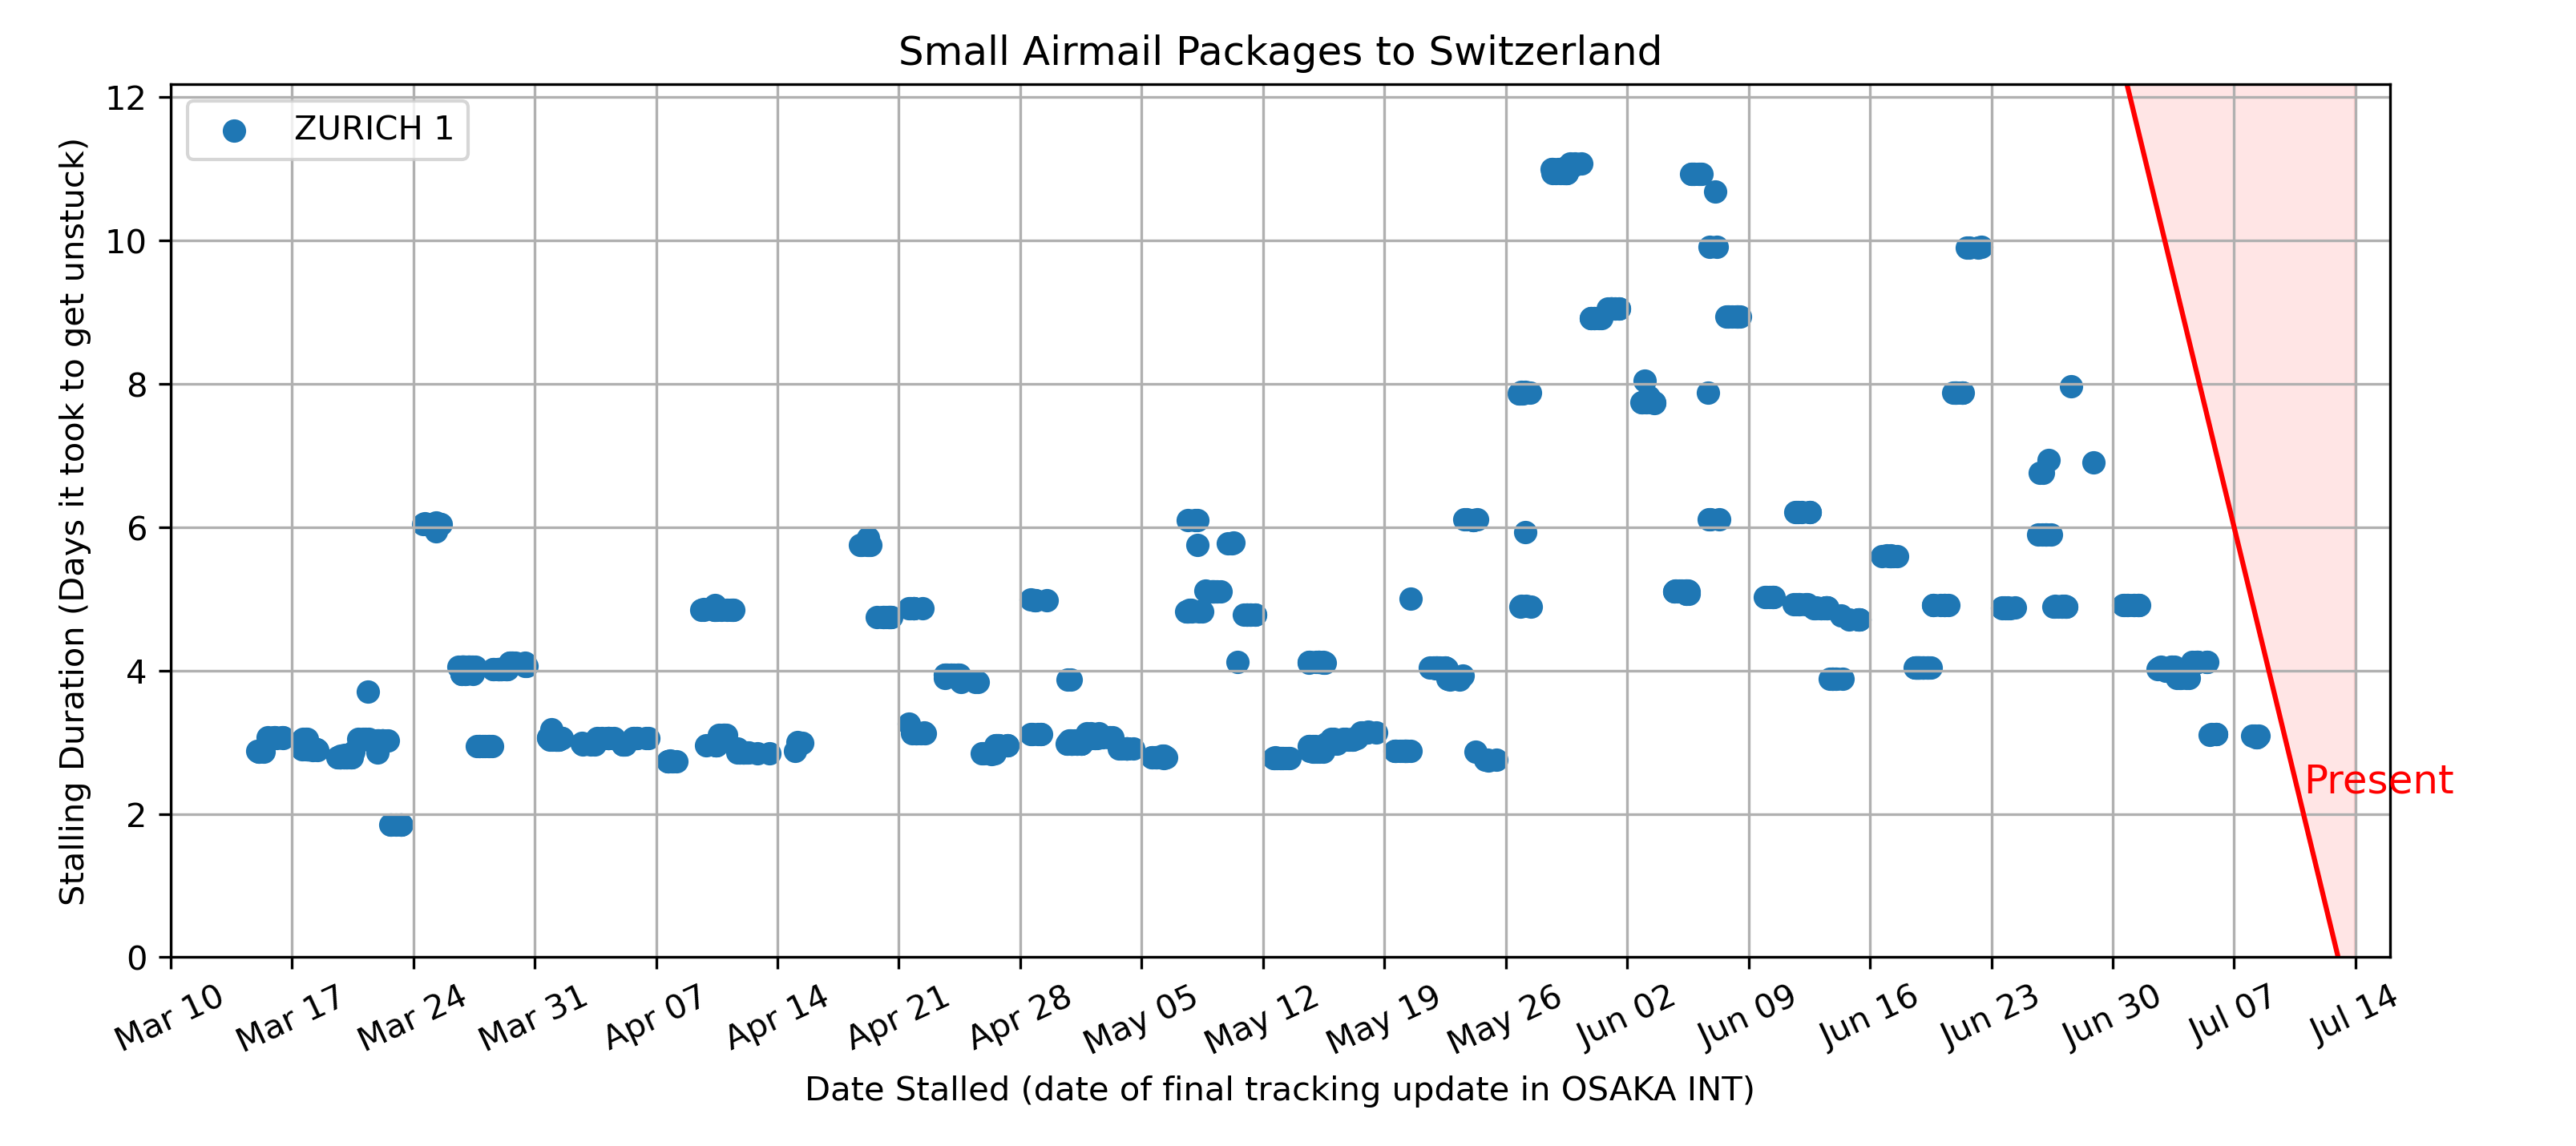 Small Airmail Packages to Switzerland
Stalling Duration (Days it took to get unstuck)
12
10
8
6
4
2
0
ZURICH 1
Present
Mar 10
Mar 17
Mar 24
Mar 31
Apr 07
Apr 14
Apr 21
Apr 28
May 05
May 12
May 19
May 26
Jun 02
Jun 09
Jun 16
Jun 23
Jun 30
Jul 07
Jul 14
Date Stalled (date of final tracking update in OSAKA INT)